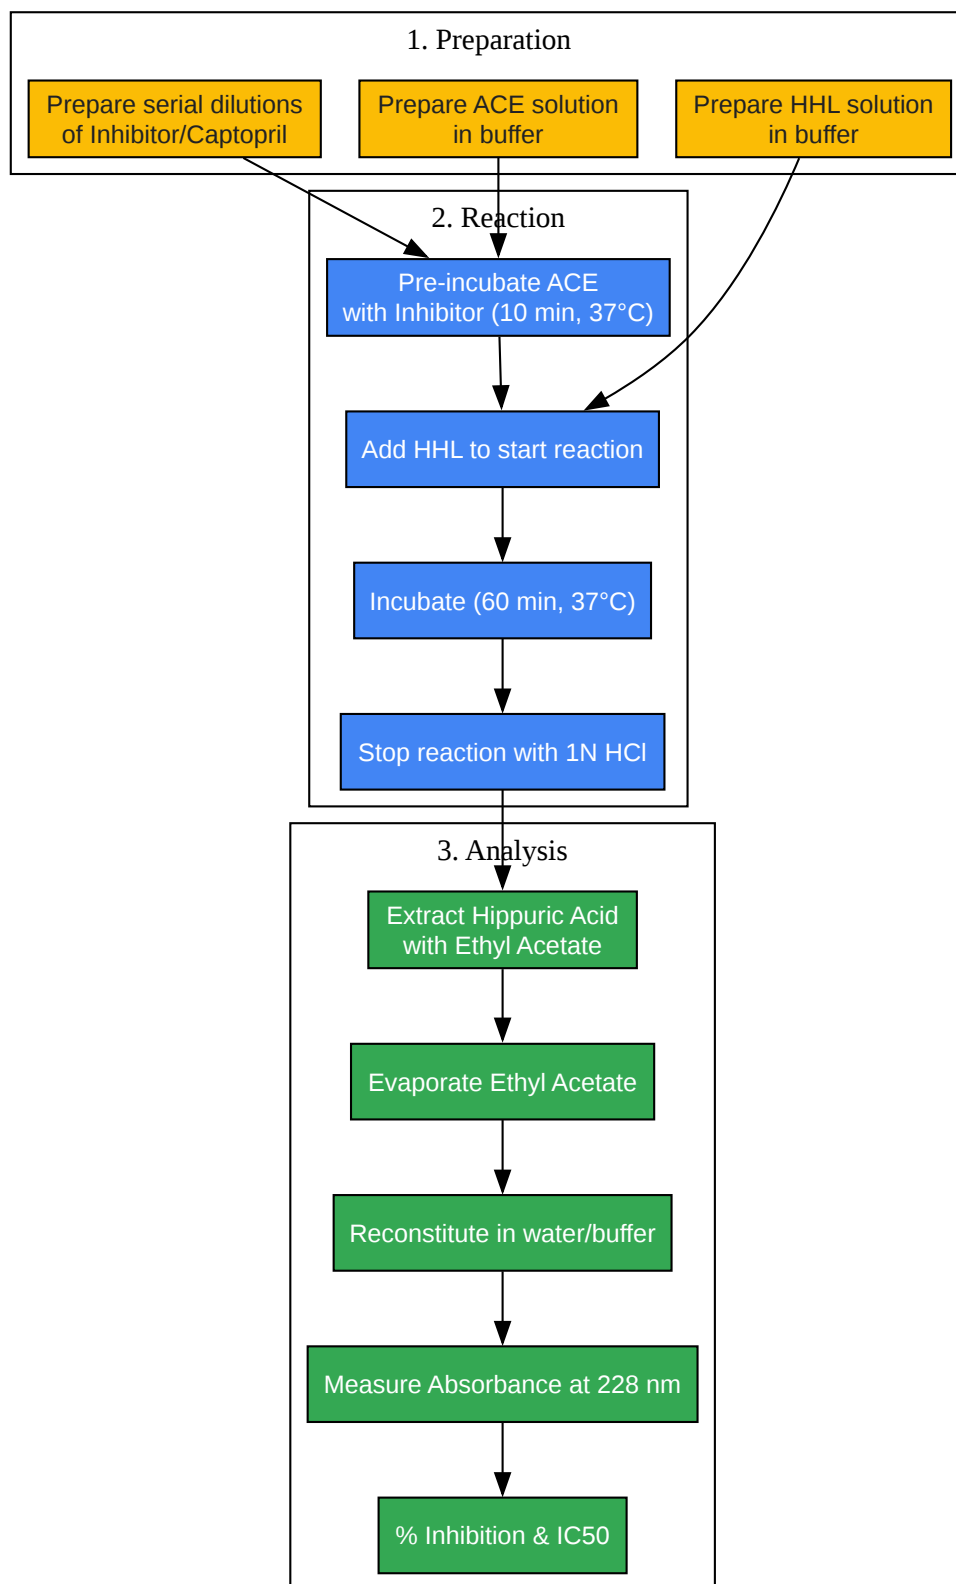 1. Preparation
Prepare serial dilutions
of Inhibitor/Captopril
Prepare ACE solution
in buffer
Prepare HHL solution
in buffer
2. Reaction
Pre-incubate ACE
with Inhibitor (10 min, 37°C)
Add HHL to start reaction
Incubate (60 min, 37°C)
Stop reaction with 1N HCl
3. Analysis
Extract Hippuric Acid
with Ethyl Acetate
Evaporate Ethyl Acetate
Reconstitute in water/buffer
Measure Absorbance at 228 nm
% Inhibition & IC50